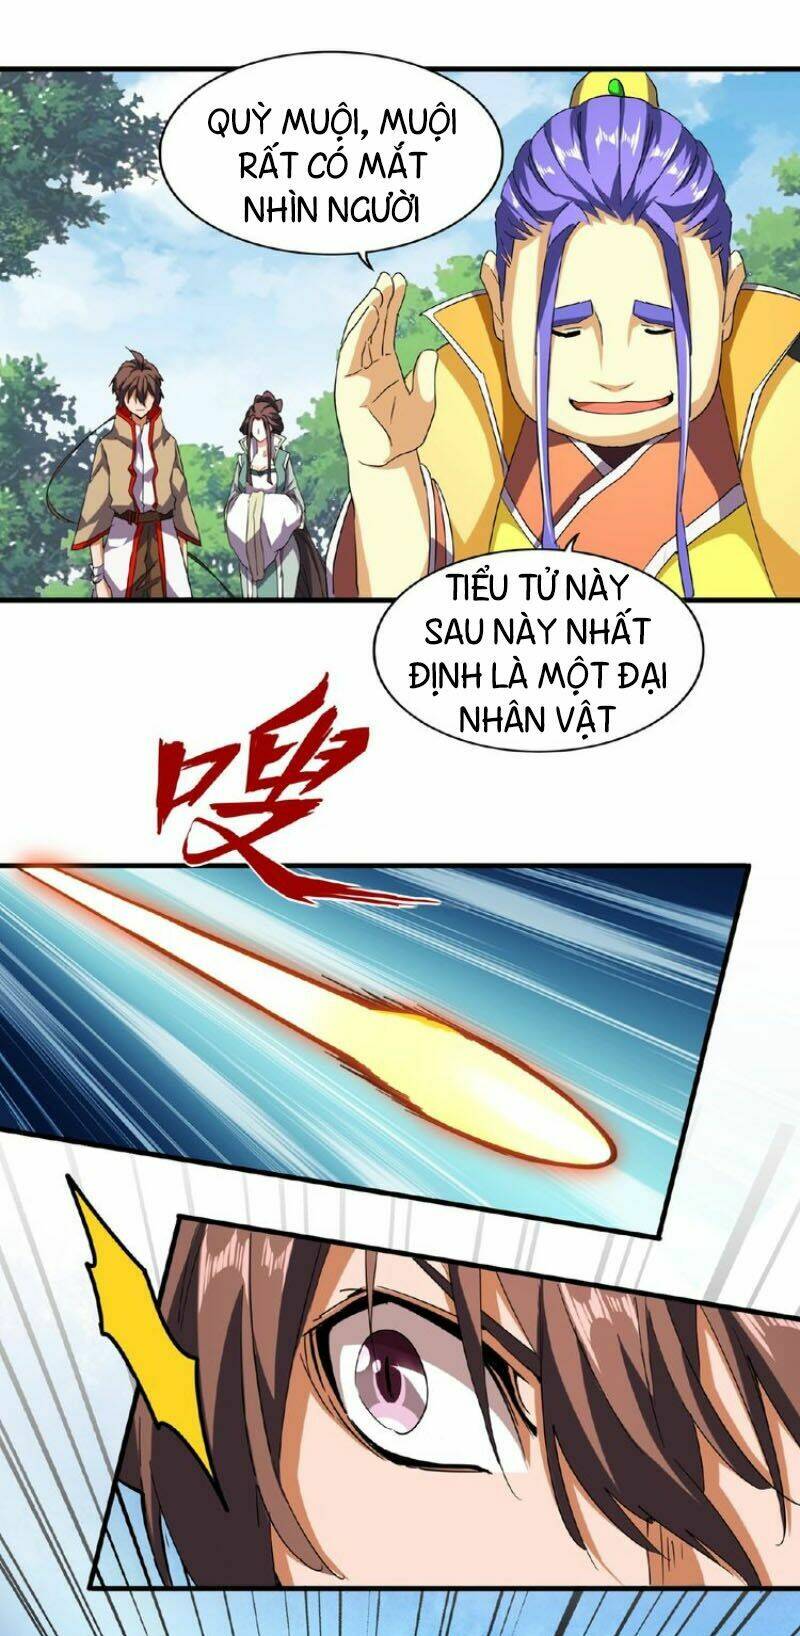 QUỲ MUỘI, MUỘI
RẤT CÓ MẮT
NHÌN NGƯỜI
TIỂU TỬ NÀY
SAU NÀY NHẤT
ĐỊNH LÀ MỘT ĐẠI
NHÂN VẬT
嗖